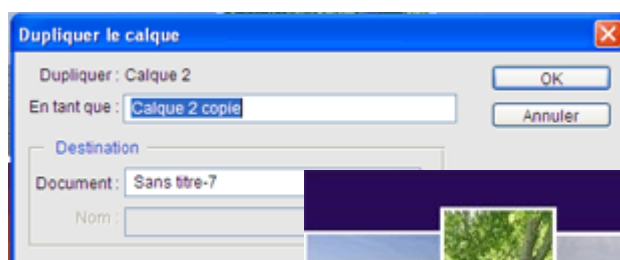 Dupliquer le calque
Dupliquer : Calque 2
OK
En tant que : Calque 2 copie
Annuler
Destination
Document : Sans titre-7
Nom :